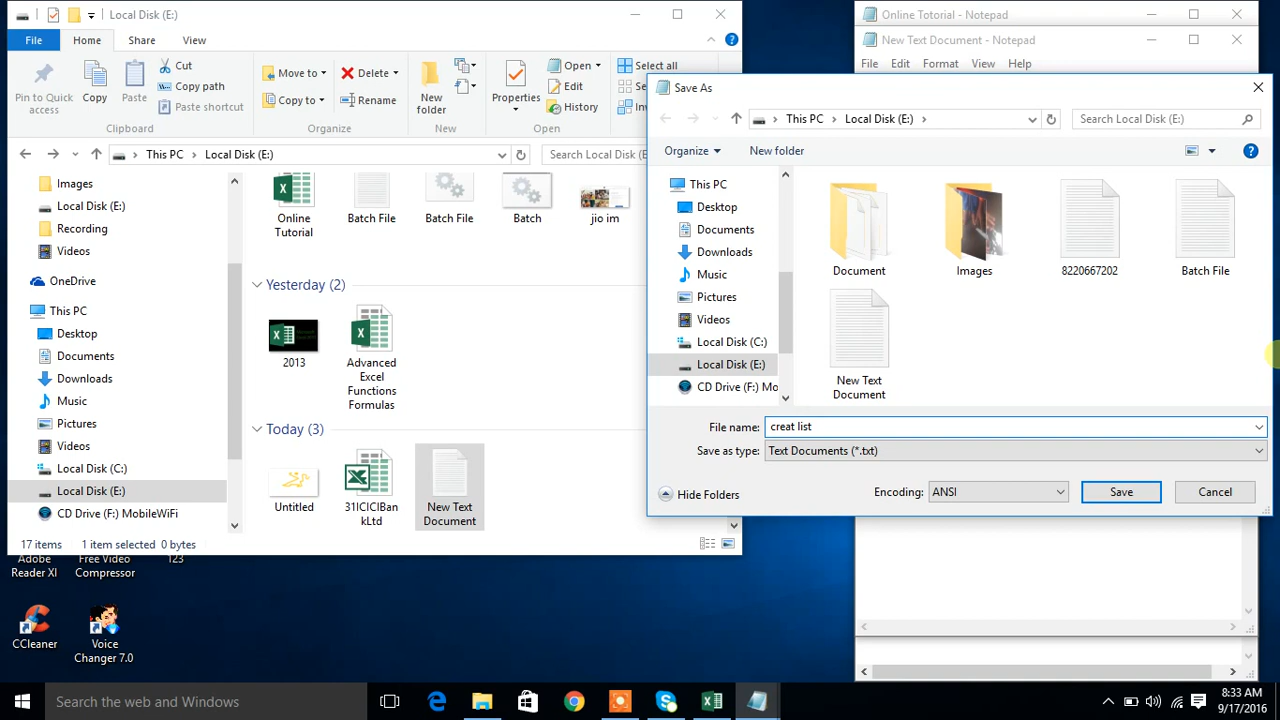 Local Disk (E:)
File Home Share View
Pin to Quick access
Copy
Paste
Cut
Copy path
Paste shortcut
Clipboard
Move to
Copy to
Delete
Rename
Organize
New folder
New
Properties
Open
Edit
History
Open
Select all
This PC Local Disk (E:)
Search Local Disk (E
Images
Local Disk (E:)
Recording
Videos
OneDrive
This PC
Desktop
Documents
Downloads
Music
Pictures
Videos
Local Disk (C:)
Local Disk (E:)
CD Drive (F:) MobileWiFi
Online Tutorial
Batch File
Batch File
Batch
jio im
Yesterday (2)
2013
Advanced
Excel
Functions
Formulas
Today (3)
Untitled
31ICICIBan
kLtd
New Text
Document
17 items 1 item selected 0 bytes
Online Tutorial - Notepad
New Text Document - Notepad
File Edit Format View Help
Save As
This PC Local Disk (E:)
Search Local Disk (E:)
Organize New folder
This PC
Desktop
Documents
Downloads
Music
Pictures
Videos
Local Disk (C:)
Local Disk (E:)
CD Drive (F:) Mo
Document
Images
8220667202
Batch File
New Text
Document
File name: creat list
Save as type: Text Documents (*.txt)
Hide Folders
Encoding: ANSI
Save Cancel
Adobe
Reader XI
Free Video
Compressor
123
CCleaner
Voice
Changer 7.0
Search the web and Windows
8:33 AM
9/17/2016